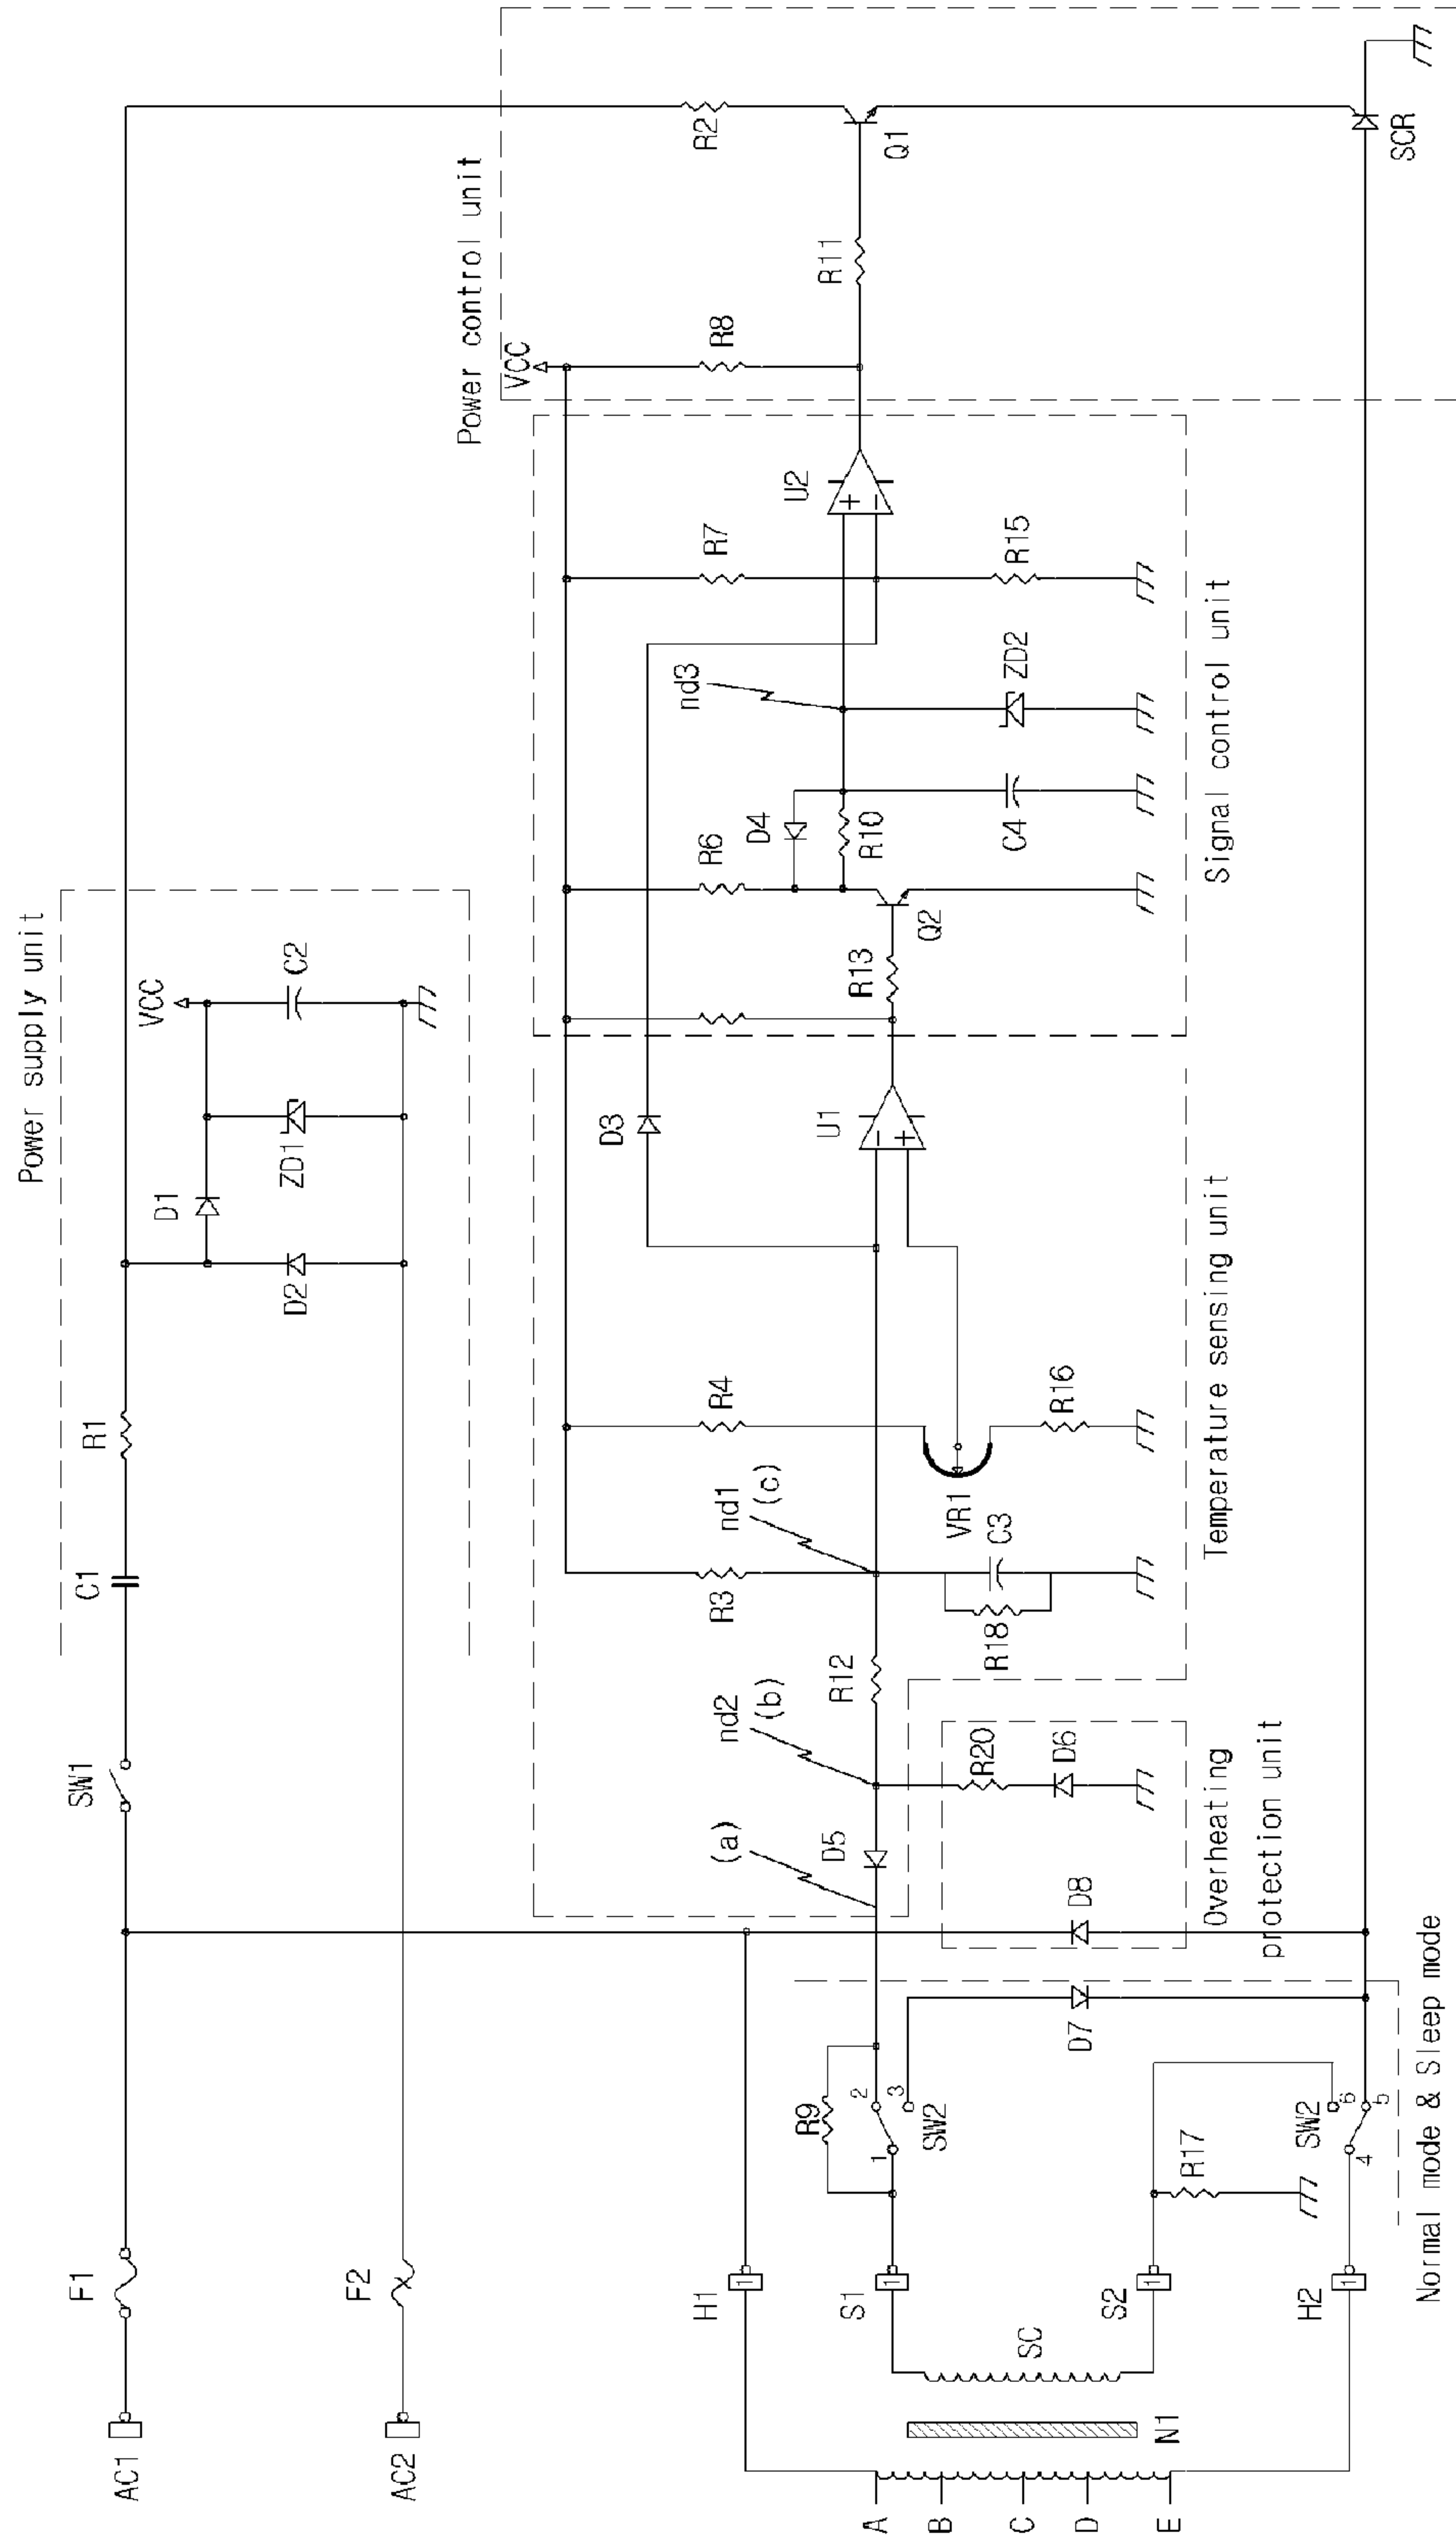 Power supply unit
AC1
F1
SW1
C1
R1
D1
D2
ZD1
VCC
C2
AC2
F2
Power control unit
VCC
R8
R11
R2
Q1
SCR
Signal control unit
R13
Q2
R6
D4
R10
C4
nd3
ZD2
R7
R15
U2
+
−
Temperature sensing unit
D3
U1
−
+
R4
VR1
R16
nd1
(c)
R3
C3
R18
R12
nd2
(b)
(a)
D5
Overheating
protection unit
R20
D6
D8
Normal mode & Sleep mode
D7
R9
SW2
1
2
3
SW2
4
5
6
R17
H1
1
S1
1
S2
1
H2
1
SC
N1
A
B
C
D
E